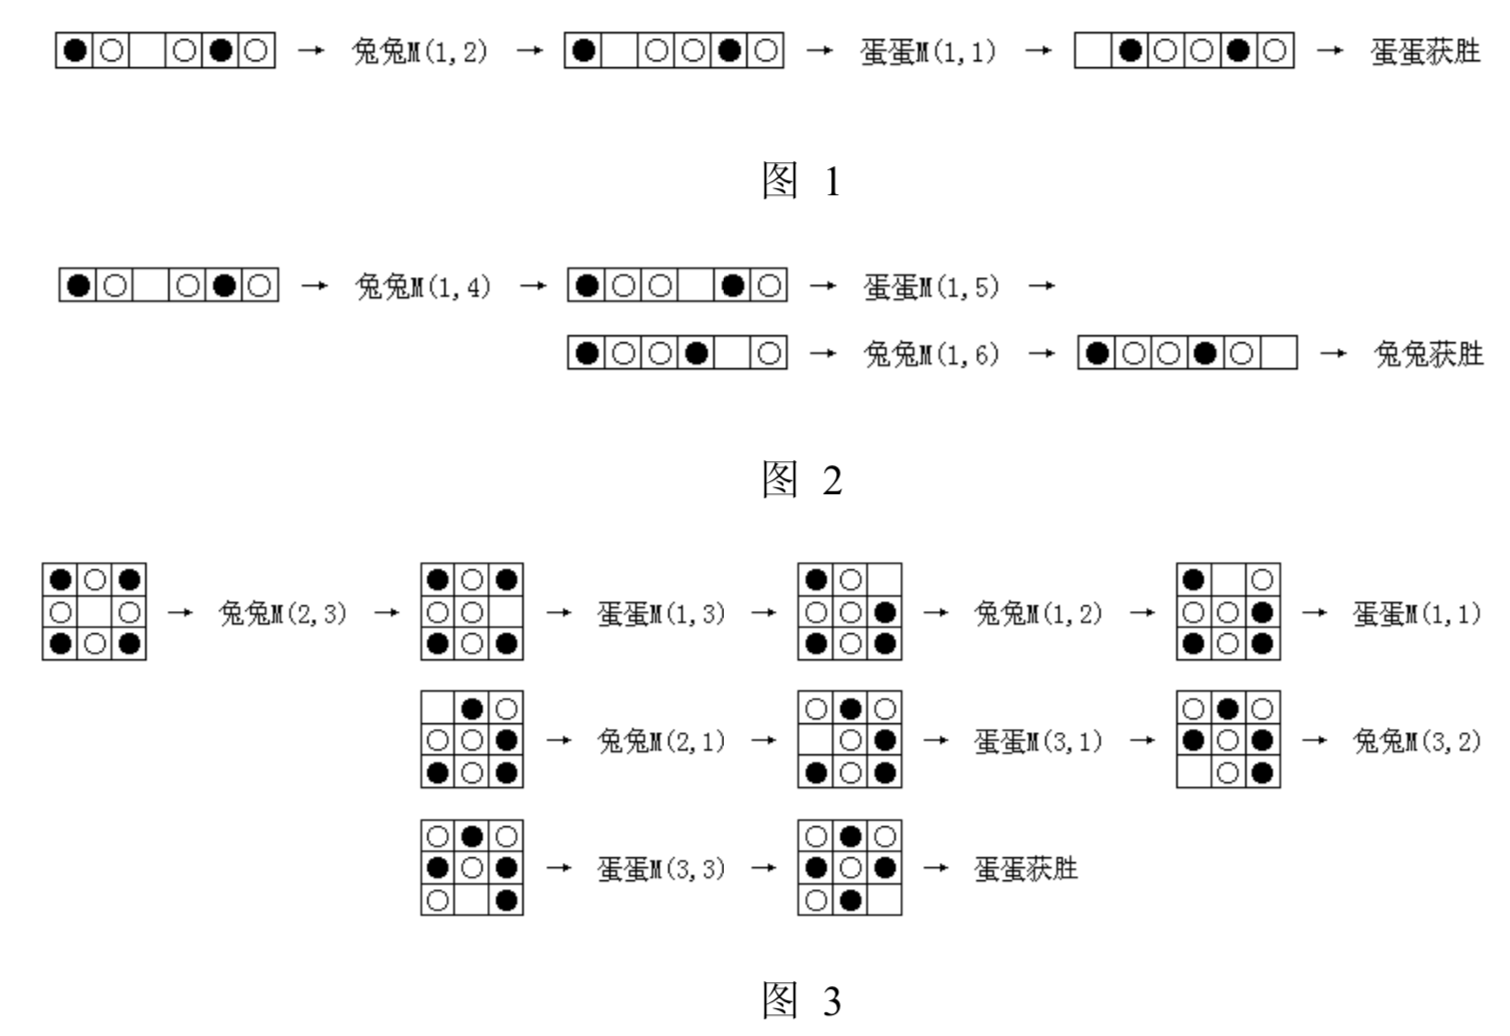 → 兔兔M(1,2) → → 蛋蛋M(1,1) → → 蛋蛋获胜
图 1
→ 兔兔M(1,4) → → 蛋蛋M(1,5) →
→ 兔兔M(1,6) → → 兔兔获胜
图 2
→ 兔兔M(2,3) → → 蛋蛋M(1,3) → → 兔兔M(1,2) → → 蛋蛋M(1,1)
→ 兔兔M(2,1) → → 蛋蛋M(3,1) → → 兔兔M(3,2)
→ 蛋蛋M(3,3) → → 蛋蛋获胜
图 3